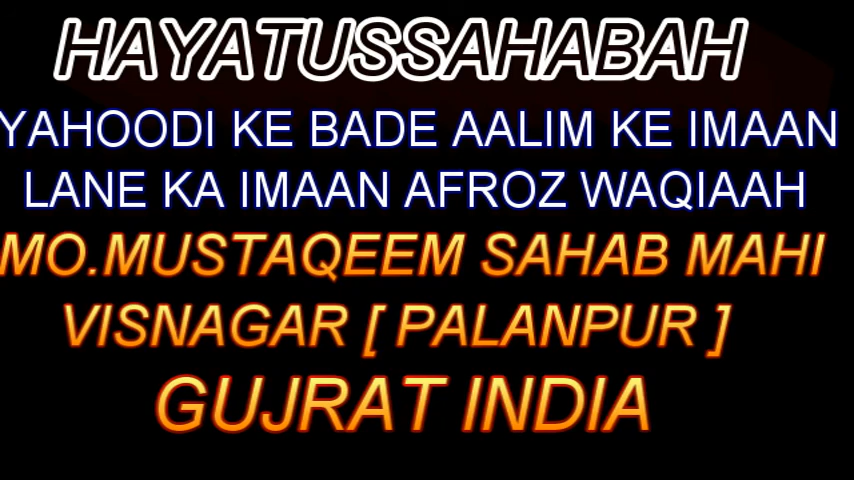 HAYATUSSAHABAH
YAHOODI KE BADE AALIM KE IMAAN
LANE KA IMAAN AFROZ WAQIAAH
MO.MUSTAQEEM SAHAB MAHI
VISNAGAR [ PALANPUR ]
GUJRAT INDIA